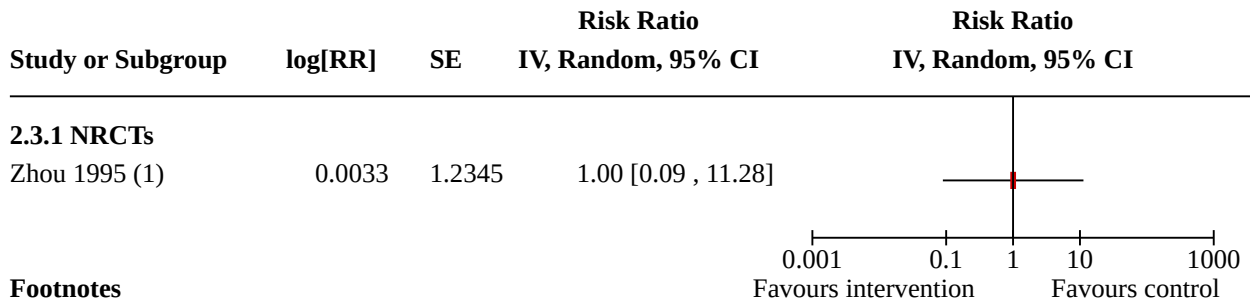 Risk Ratio Risk Ratio
Study or Subgroup log[RR] SE IV, Random, 95% CI IV, Random, 95% CI
2.3.1 NRCTs
Zhou 1995 (1) 0.0033 1.2345 1.00 [0.09 , 11.28]
0.001 0.1 1 10 1000
Footnotes Favours intervention Favours control